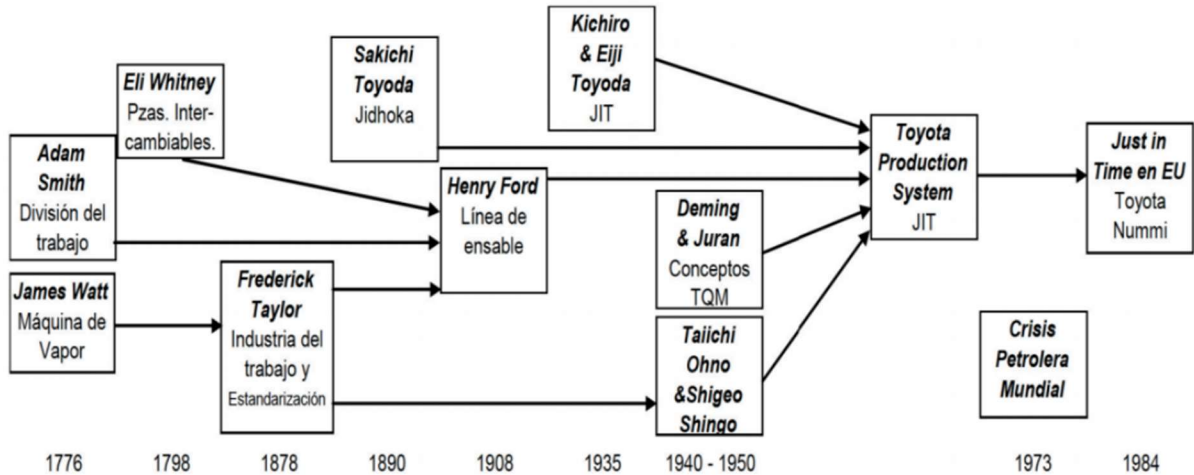 Adam
Smith
División del
trabajo
James Watt
Máquina de
Vapor
Eli Whitney
Pzas. Inter-
cambiables.
Frederick
Taylor
Industria del
trabajo y
Estandarización
Sakichi
Toyoda
Jidhoka
Henry Ford
Línea de
ensable
Kichiro
& Eiji
Toyoda
JIT
Deming
& Juran
Conceptos
TQM
Taiichi
Ohno
&Shigeo
Shingo
Toyota
Production
System
JIT
Crisis
Petrolera
Mundial
Just in
Time en EU
Toyota
Nummi
1776 1798 1878 1890 1908 1935 1940 - 1950 1973 1984